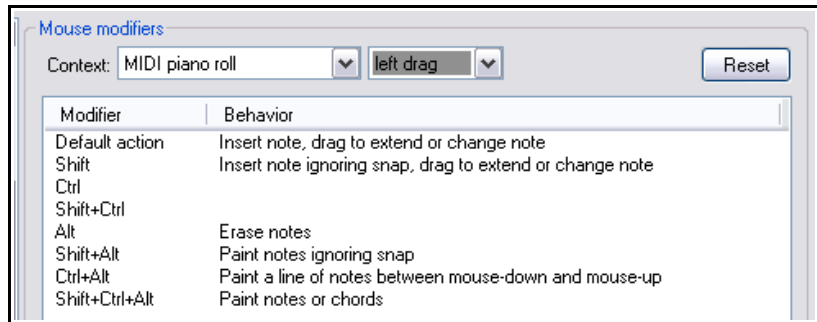 Mouse modifiers
Context: MIDI piano roll left drag Reset
Modifier Behavior
Default action Insert note, drag to extend or change note
Shift Insert note ignoring snap, drag to extend or change note
Ctrl
Shift+Ctrl
Alt Erase notes
Shift+Alt Paint notes ignoring snap
Ctrl+Alt Paint a line of notes between mouse-down and mouse-up
Shift+Ctrl+Alt Paint notes or chords